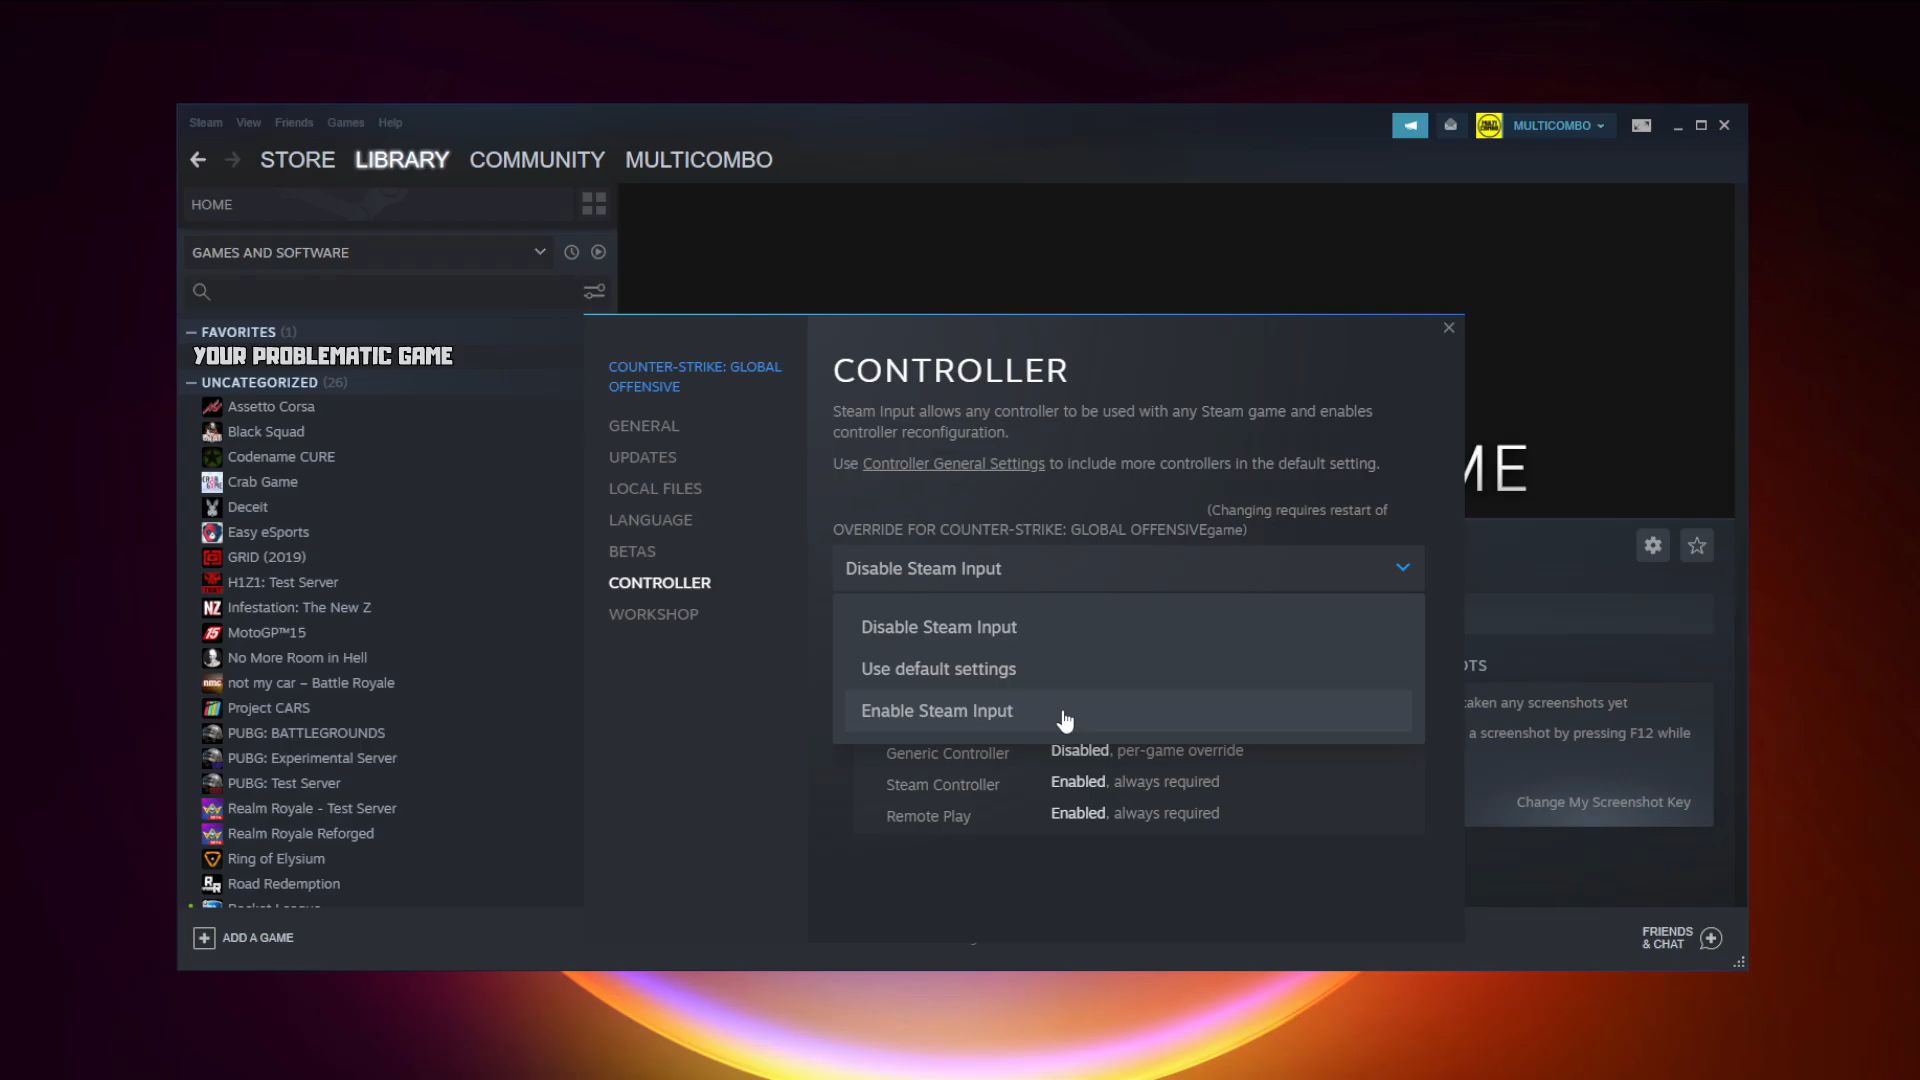 Steam View Friends Games Help
MULTICOMBO
STORE LIBRARY COMMUNITY MULTICOMBO
HOME
GAMES AND SOFTWARE
— FAVORITES (1)
YOUR PROBLEMATIC GAME
— UNCATEGORIZED (26)
Assetto Corsa
Black Squad
Codename CURE
Crab Game
Deceit
Easy eSports
GRID (2019)
H1Z1: Test Server
Infestation: The New Z
MotoGP™15
No More Room in Hell
not my car – Battle Royale
Project CARS
PUBG: BATTLEGROUNDS
PUBG: Experimental Server
PUBG: Test Server
Realm Royale - Test Server
Realm Royale Reforged
Ring of Elysium
Road Redemption
ADD A GAME
COUNTER-STRIKE: GLOBAL
OFFENSIVE
GENERAL
UPDATES
LOCAL FILES
LANGUAGE
BETAS
CONTROLLER
WORKSHOP
CONTROLLER
Steam Input allows any controller to be used with any Steam game and enables
controller reconfiguration.
Use Controller General Settings to include more controllers in the default setting.
(Changing requires restart of
OVERRIDE FOR COUNTER-STRIKE: GLOBAL OFFENSIVEgame)
Disable Steam Input
Disable Steam Input
Use default settings
Enable Steam Input
Generic Controller Disabled, per-game override
Steam Controller Enabled, always required
Remote Play Enabled, always required
ME
OTS
taken any screenshots yet
a screenshot by pressing F12 while
Change My Screenshot Key
FRIENDS
& CHAT